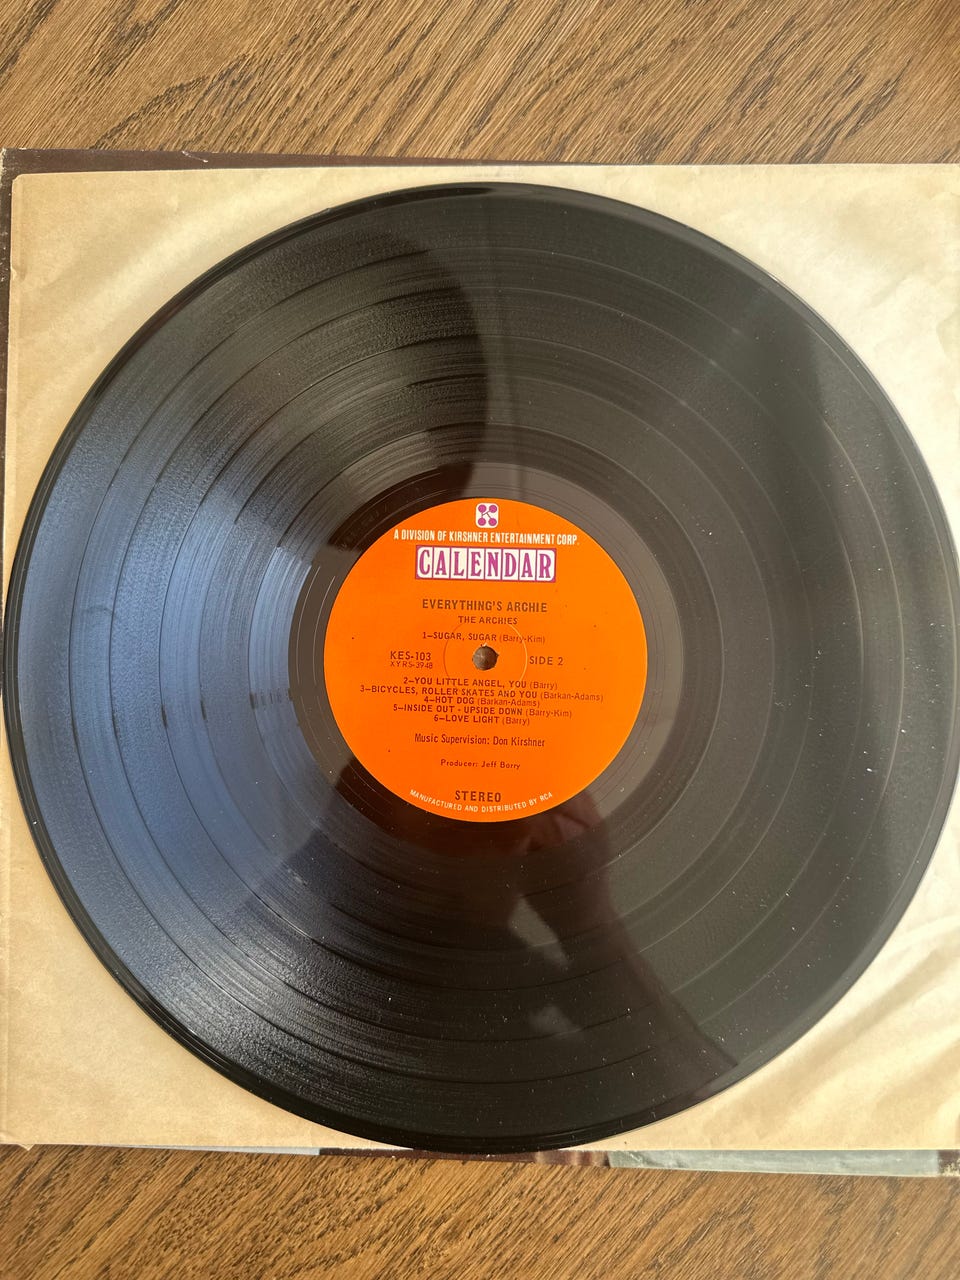 A DIVISION OF KIRSHNER ENTERTAINMENT CORP.
CALENDAR
EVERYTHING'S ARCHIE
THE ARCHIES
1—SUGAR, SUGAR (Barry-Kim)
KES-103 SIDE 2
XYRS-3948
2—YOU LITTLE ANGEL, YOU (Barry)
3—BICYCLES, ROLLER SKATES AND YOU (Barkan-Adams)
4—HOT DOG (Barkan-Adams)
5—INSIDE OUT - UPSIDE DOWN (Barry-Kim)
6—LOVE LIGHT (Barry)
Music Supervision: Don Kirshner
Producer: Jeff Barry
STEREO
MANUFACTURED AND DISTRIBUTED BY RCA